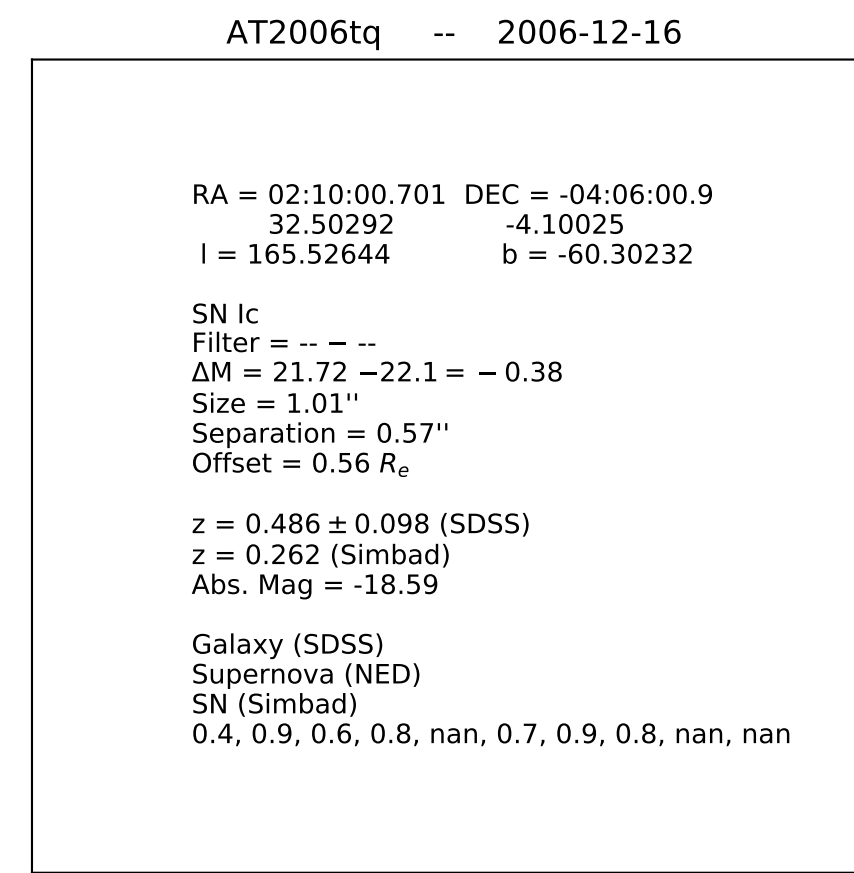 AT2006tq -- 2006-12-16
RA = 02:10:00.701 DEC = -04:06:00.9
32.50292 -4.10025
l = 165.52644 b = -60.30232
SN Ic
Filter = -- − --
ΔM = 21.72 −22.1 = − 0.38
Size = 1.01''
Separation = 0.57''
Offset = 0.56 Rₑ
z = 0.486 ± 0.098 (SDSS)
z = 0.262 (Simbad)
Abs. Mag = -18.59
Galaxy (SDSS)
Supernova (NED)
SN (Simbad)
0.4, 0.9, 0.6, 0.8, nan, 0.7, 0.9, 0.8, nan, nan